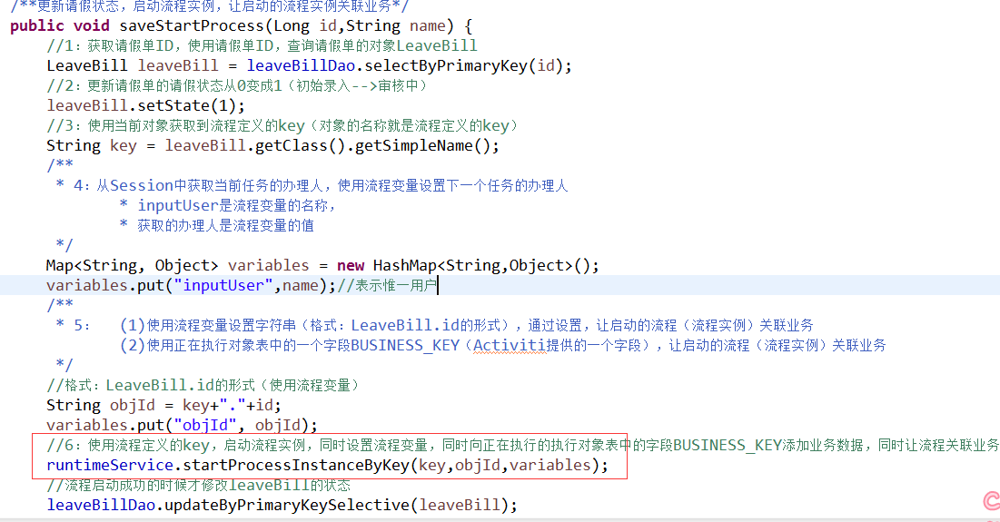 /**更新请假状态，启动流程实例，让启动的流程实例关联业务*/
public void saveStartProcess(Long id,String name) {
//1：获取请假单ID，使用请假单ID，查询请假单的对象LeaveBill
LeaveBill leaveBill = leaveBillDao.selectByPrimaryKey(id);
//2：更新请假单的请假状态从0变成1（初始录入-->审核中）
leaveBill.setState(1);
//3：使用当前对象获取到流程定义的key（对象的名称就是流程定义的key）
String key = leaveBill.getClass().getSimpleName();
/**
* 4：从Session中获取当前任务的办理人，使用流程变量设置下一个任务的办理人
* inputUser是流程变量的名称，
* 获取的办理人是流程变量的值
*/
Map<String, Object> variables = new HashMap<String,Object>();
variables.put("inputUser",name);//表示惟一用户
/**
* 5： (1)使用流程变量设置字符串（格式：LeaveBill.id的形式），通过设置，让启动的流程（流程实例）关联业务
(2)使用正在执行对象表中的一个字段BUSINESS_KEY（Activiti提供的一个字段），让启动的流程（流程实例）关联业务
*/
//格式：LeaveBill.id的形式（使用流程变量）
String objId = key+"."+id;
variables.put("objId", objId);
//6：使用流程定义的key，启动流程实例，同时设置流程变量，同时向正在执行的执行对象表中的字段BUSINESS_KEY添加业务数据，同时让流程关联业务
runtimeService.startProcessInstanceByKey(key,objId,variables);
//流程启动成功的时候才修改leaveBill的状态
leaveBillDao.updateByPrimaryKeySelective(leaveBill);